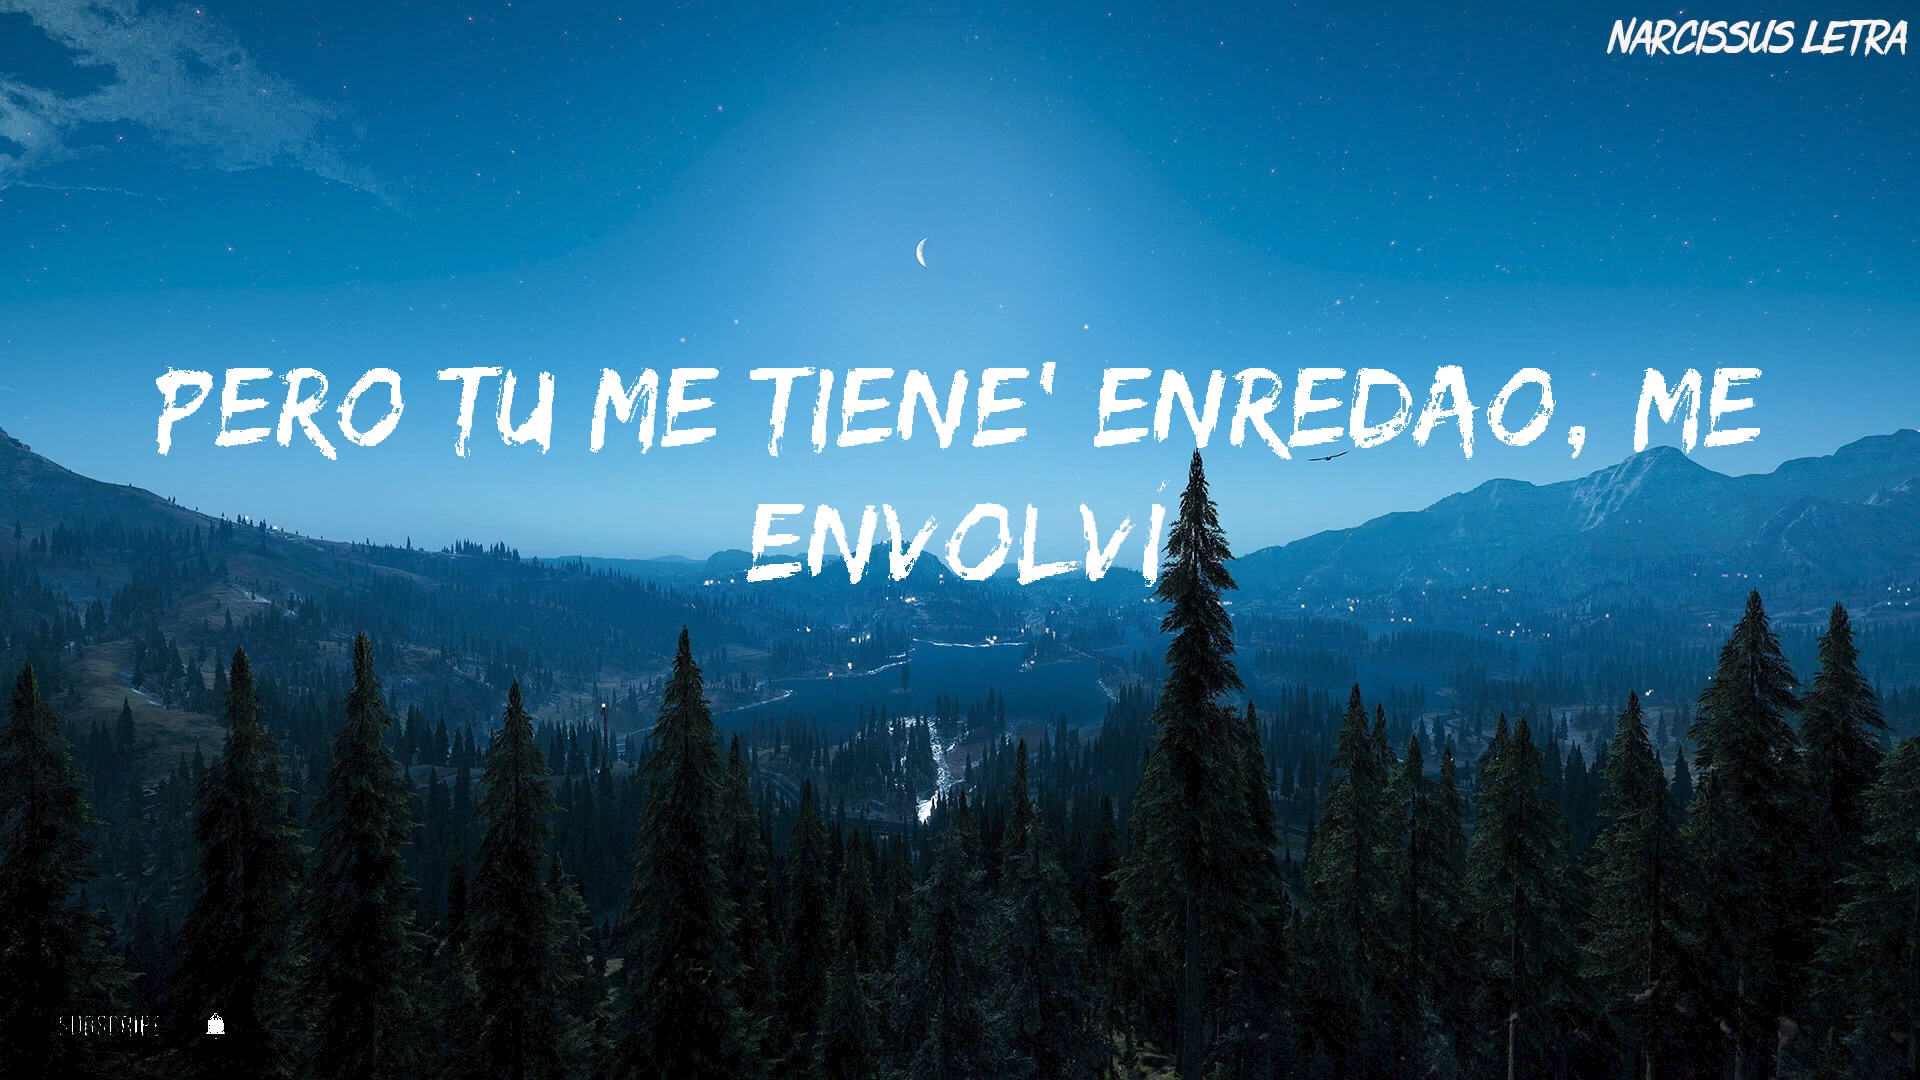 NARCISSUS LETRA
PERO TU ME TIENE' ENREDAO, ME
ENVOLVÍ
SUBSCRIBE